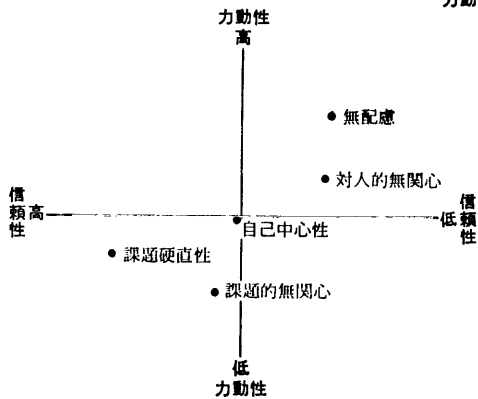 力動
力動性
高
無配慮
対人的無関心
信頼性 高
低 信頼性
自己中心性
課題硬直性
課題的無関心
低
力動性